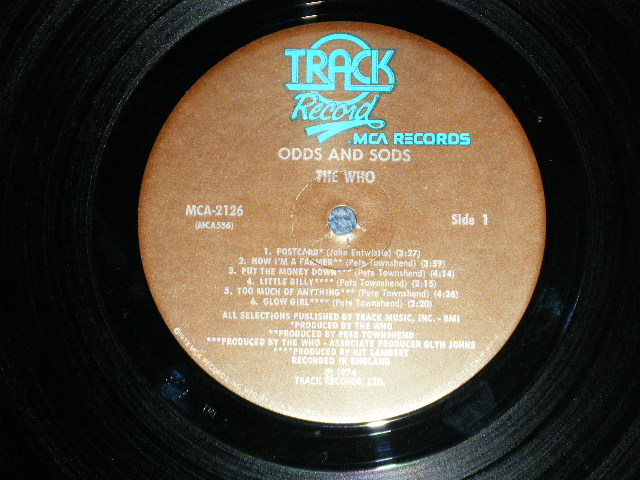 TRACK
Record
MCA RECORDS
ODDS AND SODS
THE WHO
MCA-2126
(MCA556)
Side 1
1. POSTCARD* (John Entwistle) (3:27)
2. NOW I'M A FARMER** (Pete Townshend) (3:59)
3. PUT THE MONEY DOWN*** (Pete Townshend) (4:14)
4. LITTLE BILLY**** (Pete Townshend) (2:15)
5. TOO MUCH OF ANYTHING*** (Pete Townshend) (4:26)
6. GLOW GIRL**** (Pete Townshend) (2:20)
ALL SELECTIONS PUBLISHED BY TRACK MUSIC, INC. - BMI
*PRODUCED BY THE WHO
**PRODUCED BY PETE TOWNSHEND
***PRODUCED BY THE WHO - ASSOCIATE PRODUCER GLYN JOHNS
****PRODUCED BY KIT LAMBERT
RECORDED IN ENGLAND
℗ 1974
TRACK RECORDS, LTD.